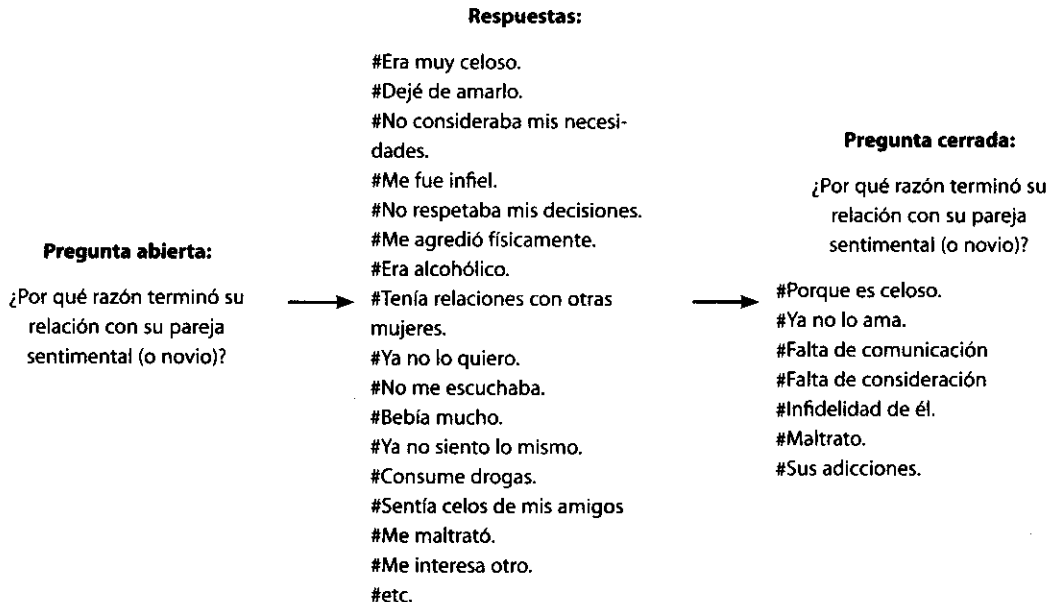 Pregunta abierta:
¿Por qué razón terminó su
relación con su pareja
sentimental (o novio)?
Respuestas:
#Era muy celoso.
#Dejé de amarlo.
#No consideraba mis necesi-
dades.
#Me fue infiel.
#No respetaba mis decisiones.
#Me agredió físicamente.
#Era alcohólico.
#Tenía relaciones con otras
mujeres.
#Ya no lo quiero.
#No me escuchaba.
#Bebía mucho.
#Ya no siento lo mismo.
#Consume drogas.
#Sentía celos de mis amigos
#Me maltrató.
#Me interesa otro.
#etc.
Pregunta cerrada:
¿Por qué razón terminó su
relación con su pareja
sentimental (o novio)?
#Porque es celoso.
#Ya no lo ama.
#Falta de comunicación
#Falta de consideración
#Infidelidad de él.
#Maltrato.
#Sus adicciones.